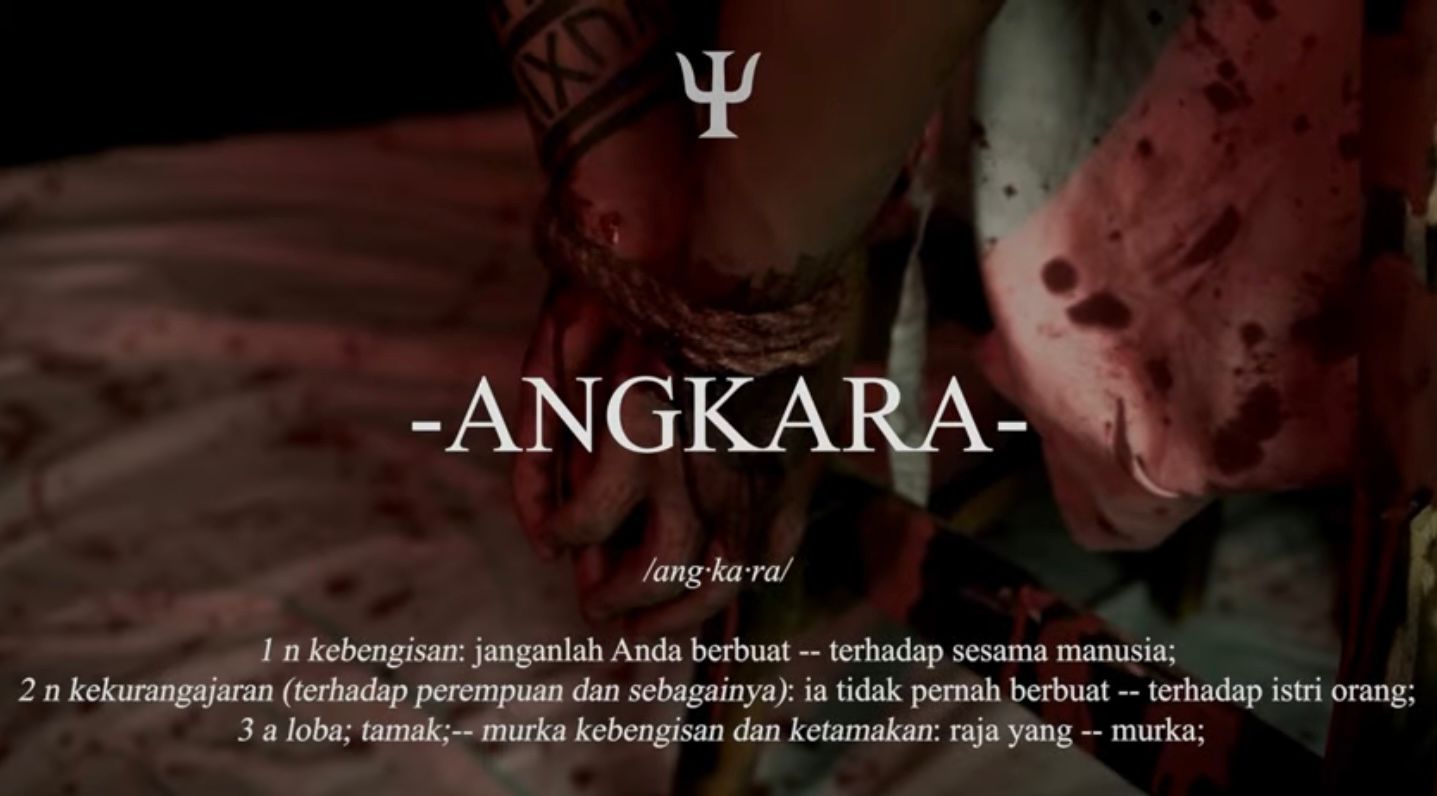 Ψ
-ANGKARA-
/ang·ka·ra/
1 n kebengisan: janganlah Anda berbuat -- terhadap sesama manusia;
2 n kekurangajaran (terhadap perempuan dan sebagainya): ia tidak pernah berbuat -- terhadap istri orang;
3 a loba; tamak;-- murka kebengisan dan ketamakan: raja yang -- murka;